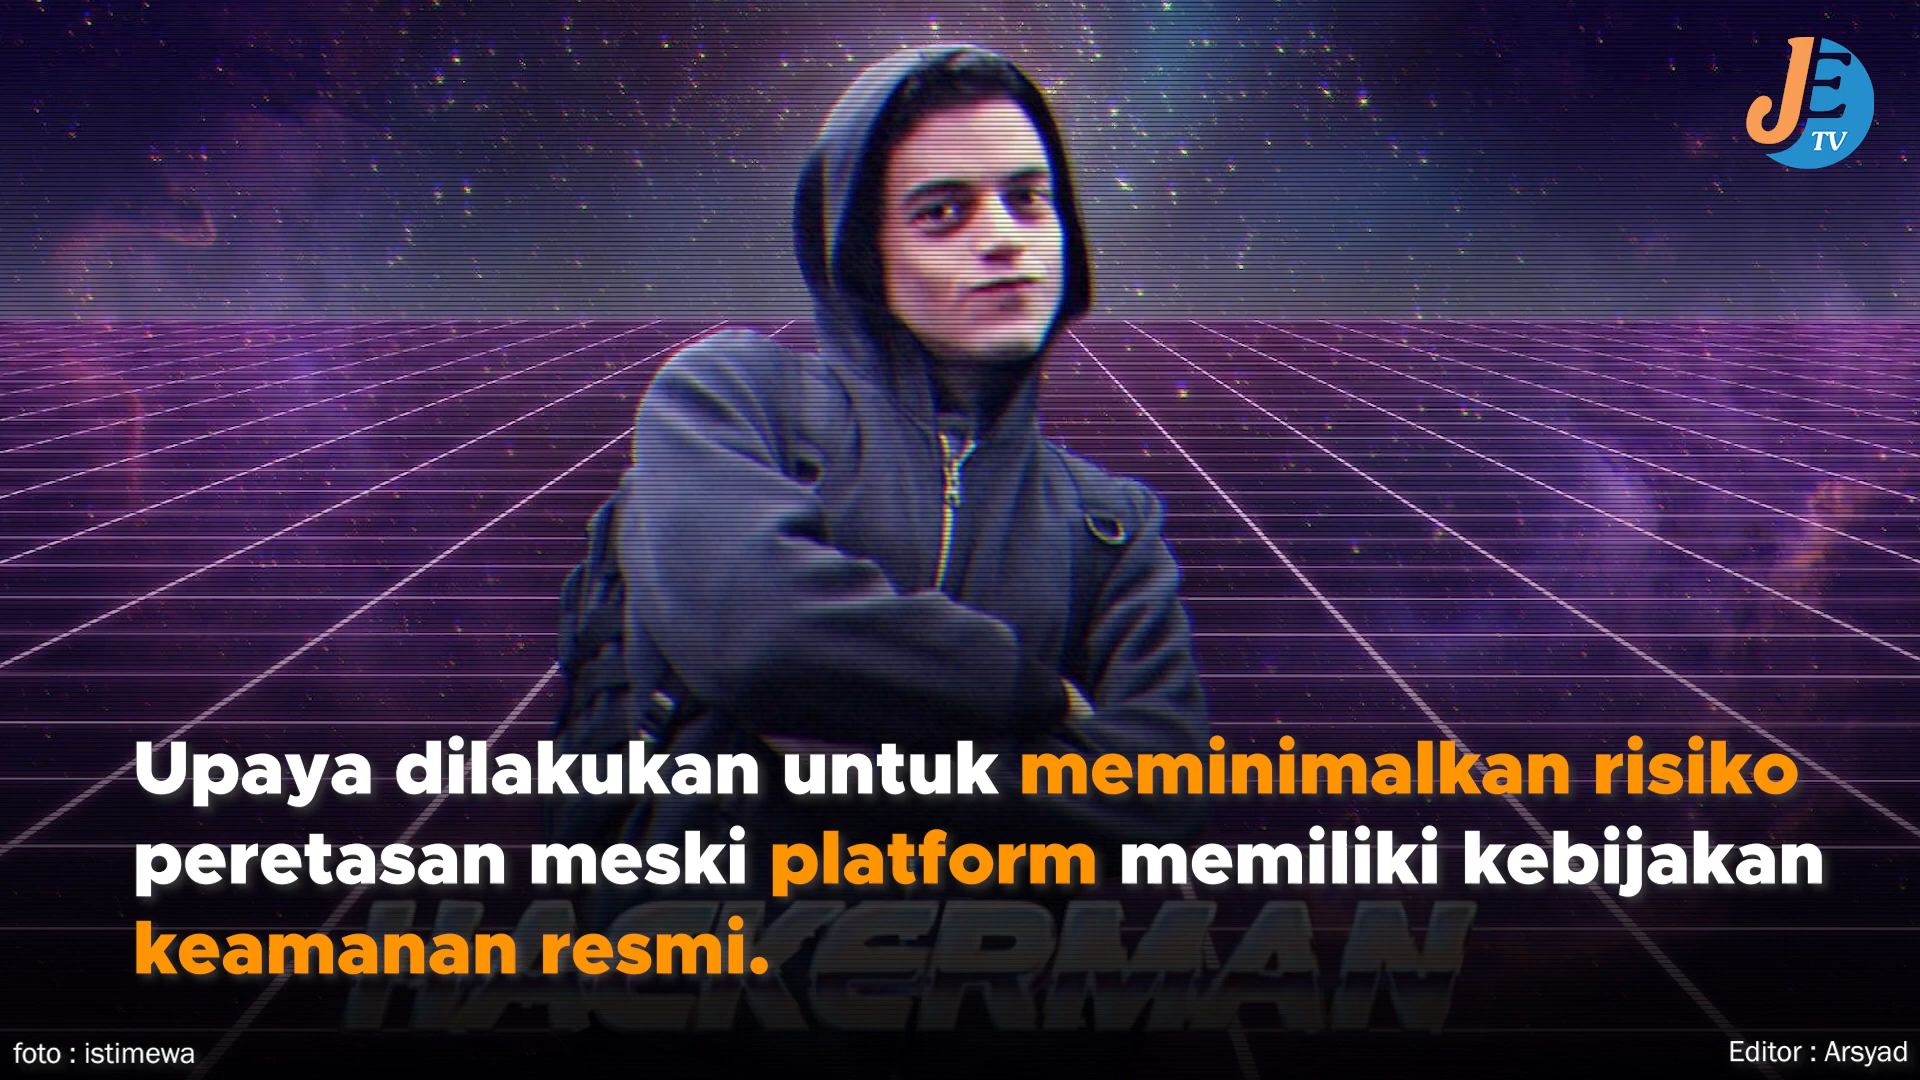 JE
TV
Upaya dilakukan untuk meminimalkan risiko
peretasan meski platform memiliki kebijakan
keamanan resmi.
HACKERMAN
foto : istimewa
Editor : Arsyad